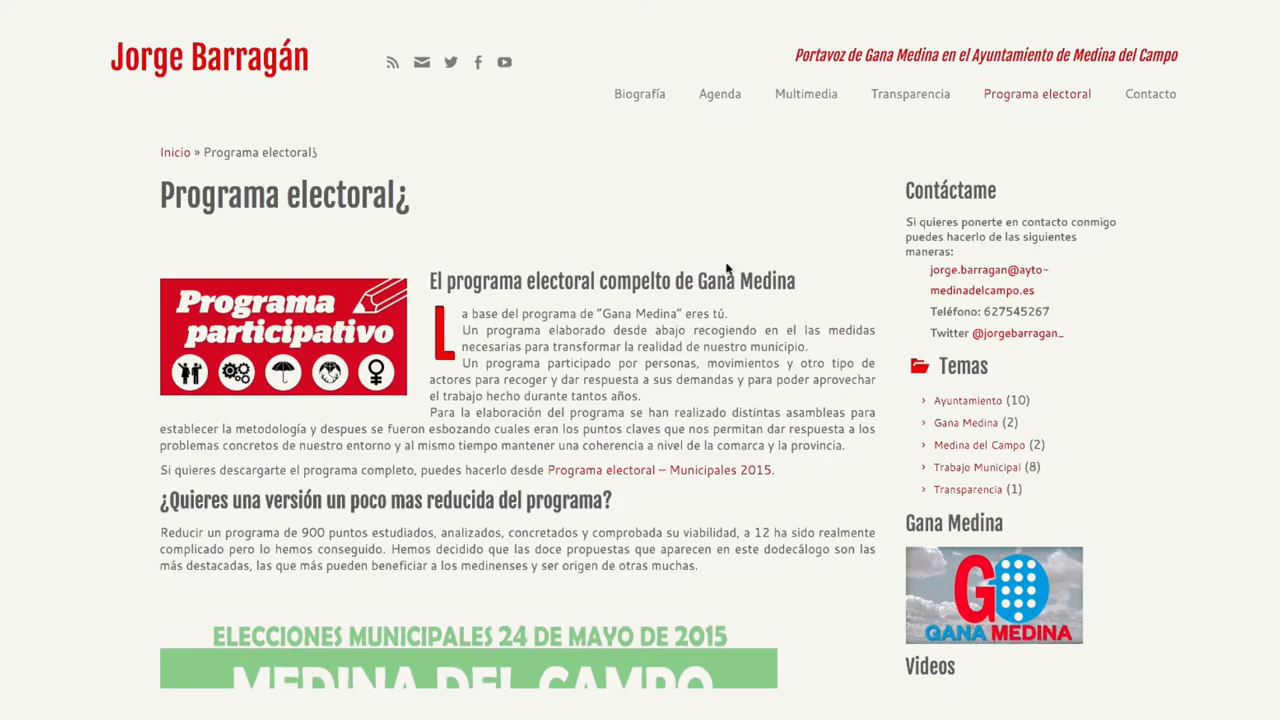 Jorge Barragán
Portavoz de Gana Medina en el Ayuntamiento de Medina del Campo
Biografía Agenda Multimedia Transparencia Programa electoral Contacto
Inicio » Programa electoral¿
Programa electoral¿
Programa
participativo
El programa electoral compelto de Gana Medina
La base del programa de “Gana Medina” eres tú.
Un programa elaborado desde abajo recogiendo en el las medidas
necesarias para transformar la realidad de nuestro municipio.
Un programa participado por personas, movimientos y otro tipo de
actores para recoger y dar respuesta a sus demandas y para poder aprovechar
el trabajo hecho durante tantos años.
Para la elaboración del programa se han realizado distintas asambleas para
establecer la metodología y despues se fueron esbozando cuales eran los puntos claves que nos permitan dar respuesta a los
problemas concretos de nuestro entorno y al mismo tiempo mantener una coherencia a nivel de la comarca y la provincia.
Si quieres descargarte el programa completo, puedes hacerlo desde Programa electoral – Municipales 2015.
¿Quieres una versión un poco mas reducida del programa?
Reducir un programa de 900 puntos estudiados, analizados, concretados y comprobada su viabilidad, a 12 ha sido realmente
complicado pero lo hemos conseguido. Hemos decidido que las doce propuestas que aparecen en este dodecálogo son las
más destacadas, las que más pueden beneficiar a los medinenses y ser origen de otras muchas.
ELECCIONES MUNICIPALES 24 DE MAYO DE 2015
MEDINA DEL CAMPO
Contáctame
Si quieres ponerte en contacto conmigo
puedes hacerlo de las siguientes
maneras:
jorge.barragan@ayto-
medinadelcampo.es
Teléfono: 627545267
Twitter @jorgebarragan_
Temas
› Ayuntamiento (10)
› Gana Medina (2)
› Medina del Campo (2)
› Trabajo Municipal (8)
› Transparencia (1)
Gana Medina
GO
GANA MEDINA
Videos